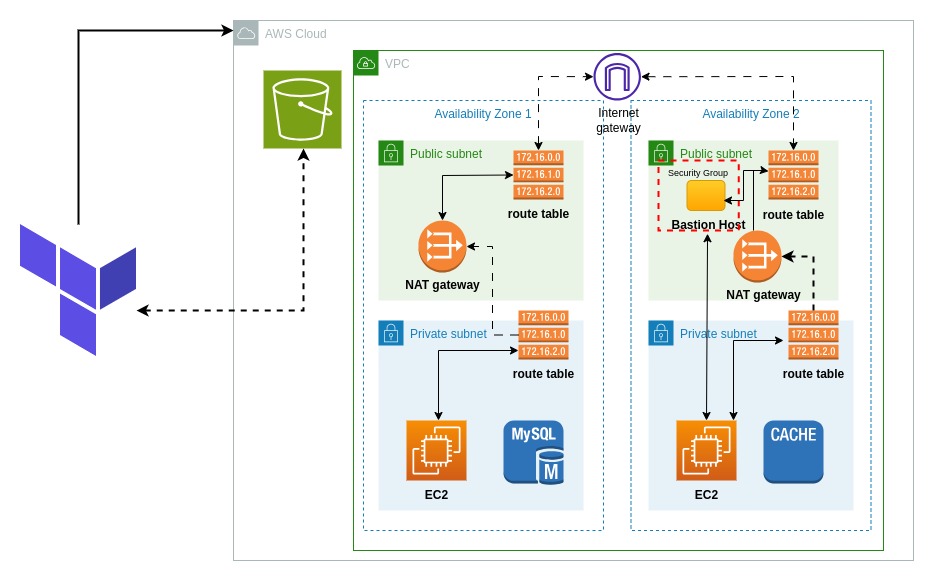 AWS Cloud
VPC
Internet
gateway
Availability Zone 1
Availability Zone 2
Public subnet
172.16.0.0
172.16.1.0
172.16.2.0
route table
NAT gateway
Public subnet
Security Group
Bastion Host
172.16.0.0
172.16.1.0
172.16.2.0
route table
NAT gateway
Private subnet
172.16.0.0
172.16.1.0
172.16.2.0
route table
EC2
MySQL
M
Private subnet
172.16.0.0
172.16.1.0
172.16.2.0
route table
EC2
CACHE